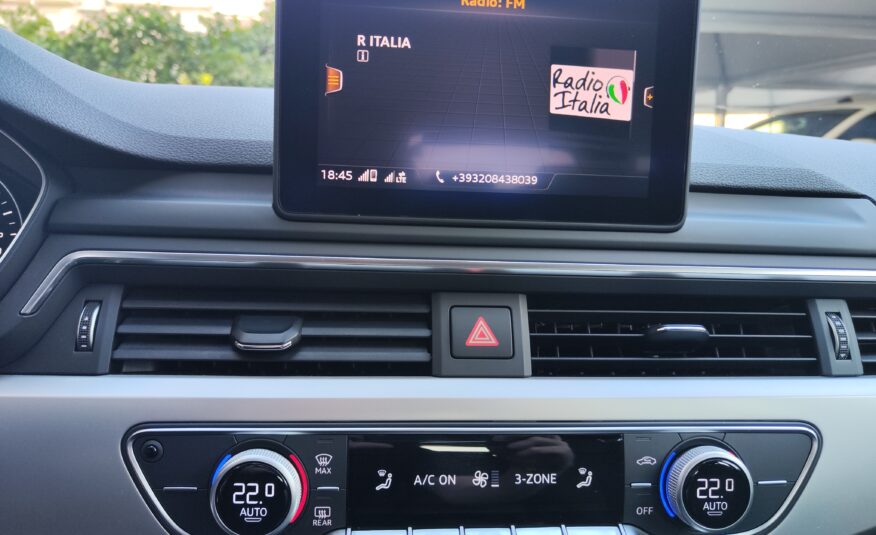 Radio: FM
R ITALIA
Radio
Italia
18:45
LTE
+393208438039
22.0
AUTO
MAX
REAR
A/C ON
3-ZONE
OFF
22.0
AUTO